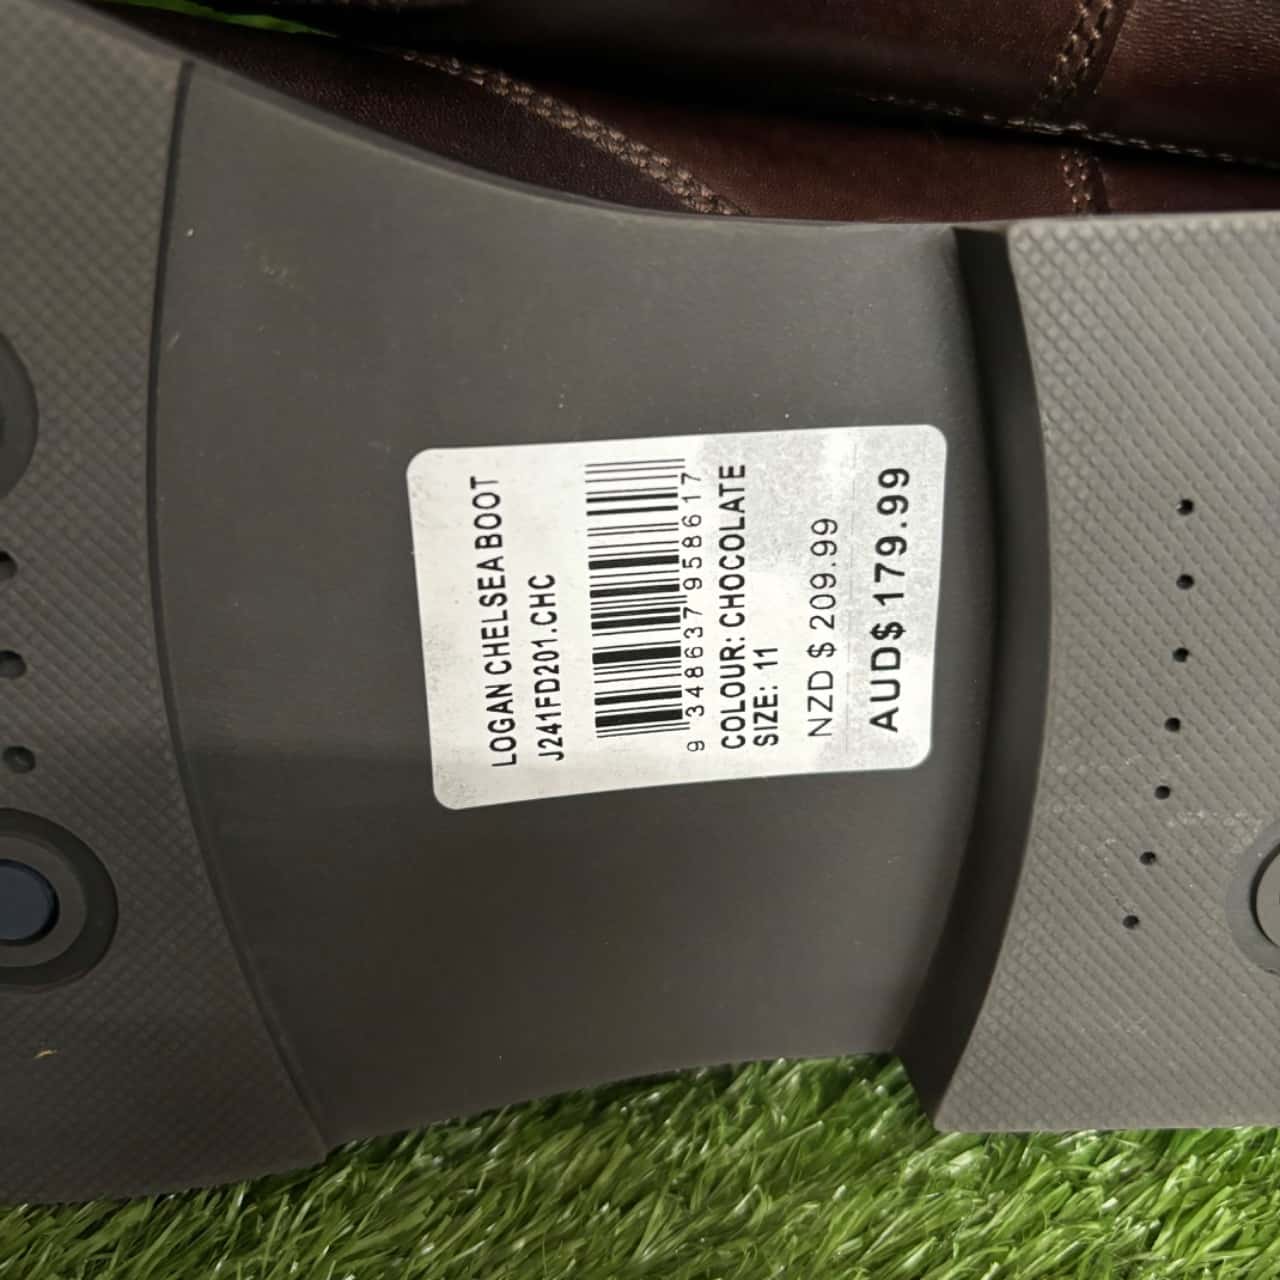 LOGAN CHELSEA BOOT
J241FD201.CHC
9 348637 958617
COLOUR: CHOCOLATE
SIZE: 11
NZD $ 209.99
AUD$ 179.99